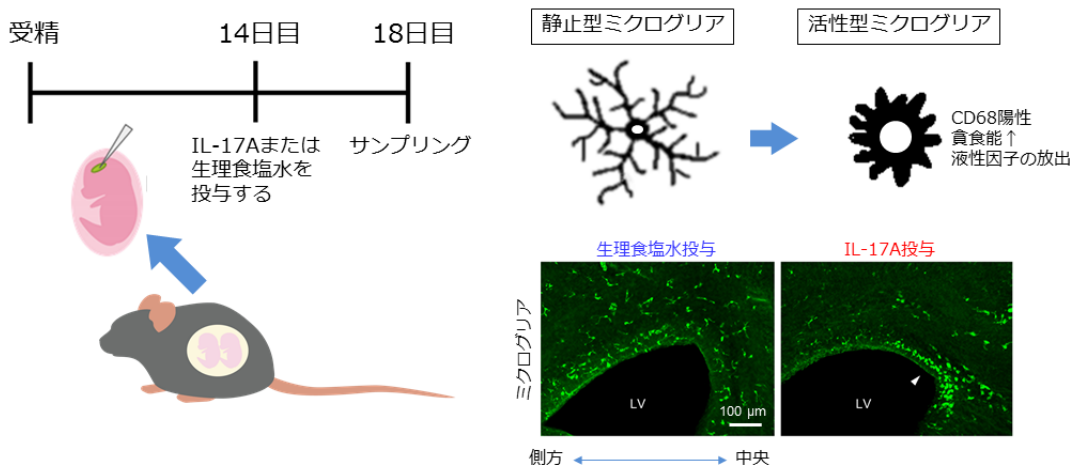 受精
14日目
18日目
IL-17Aまたは
生理食塩水を
投与する
サンプリング
静止型ミクログリア
活性型ミクログリア
CD68陽性
貪食能↑
液性因子の放出
生理食塩水投与
IL-17A投与
ミクログリア
LV
100 μm
LV
側方
中央